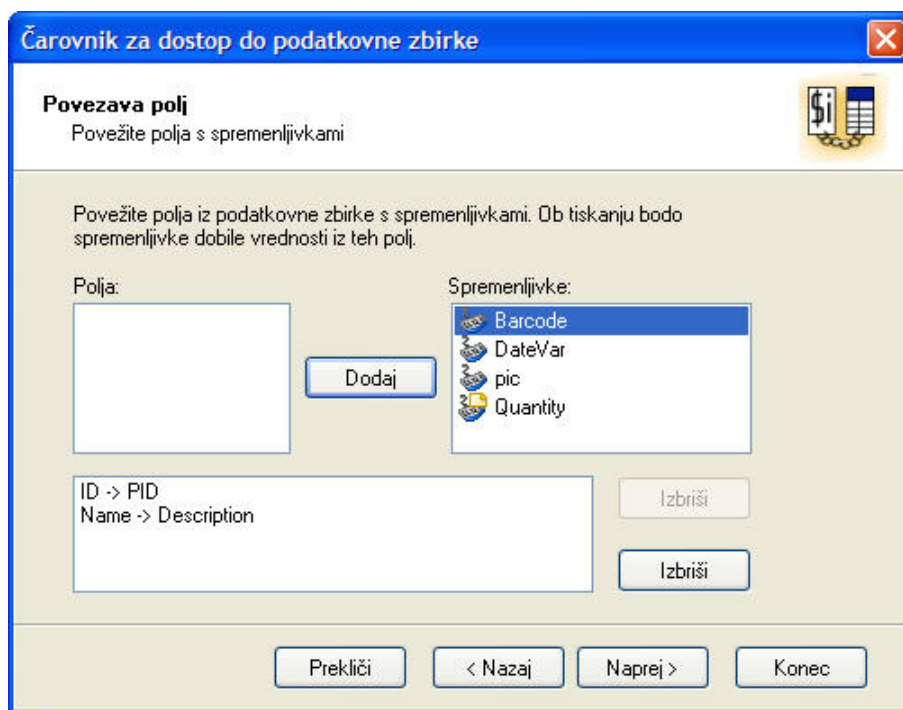 Čarovnik za dostop do podatkovne zbirke
$i
Povezava polj
Povežite polja s spremenljivkami
Povežite polja iz podatkovne zbirke s spremenljivkami. Ob tiskanju bodo
spremenljivke dobile vrednosti iz teh polj.
Polja:
Spremenljivke:
Barcode
DateVar
pic
Quantity
Dodaj
ID -> PID
Name -> Description
Izbriši
Izbriši
Prekliči
< Nazaj
Naprej >
Konec